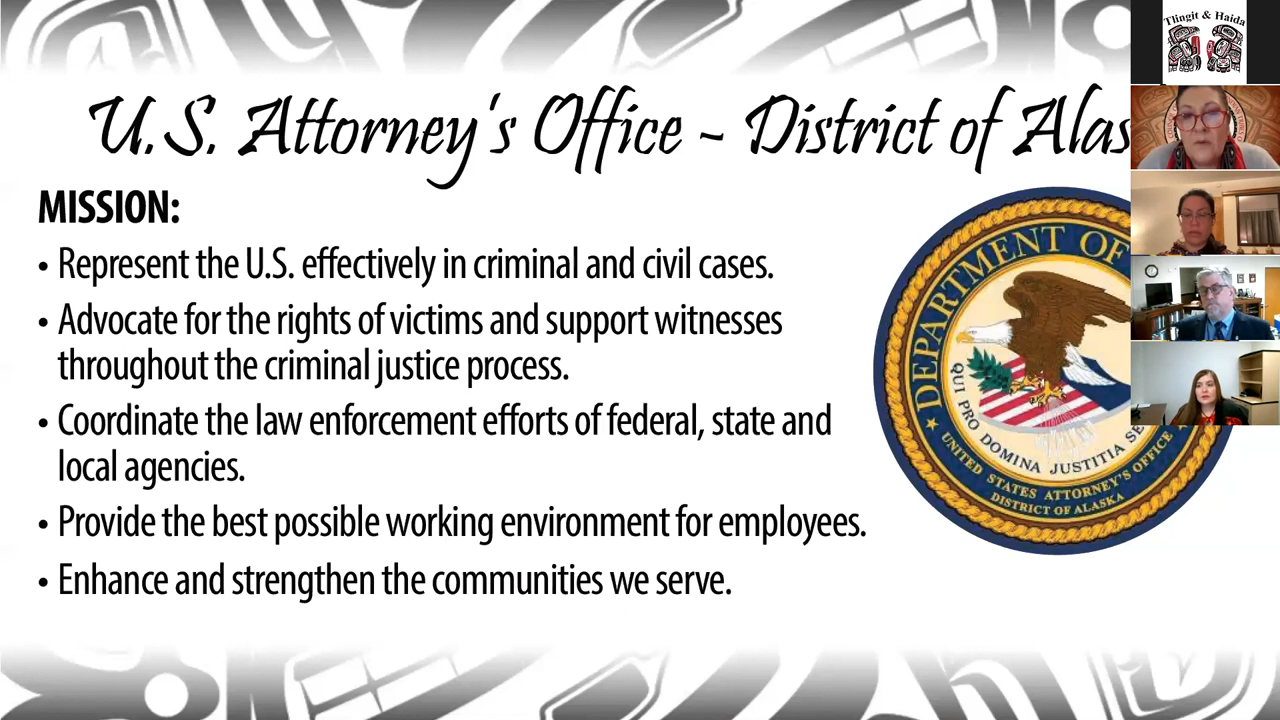 U.S. Attorney's Office ~ District of Alas
MISSION:
• Represent the U.S. effectively in criminal and civil cases.
• Advocate for the rights of victims and support witnesses
throughout the criminal justice process.
• Coordinate the law enforcement efforts of federal, state and
local agencies.
• Provide the best possible working environment for employees.
• Enhance and strengthen the communities we serve.
DEPARTMENT OF
QUI PRO DOMINA JUSTITIA SE
UNITED STATES ATTORNEY'S OFFICE
DISTRICT OF ALASKA
Tlingit & Haida